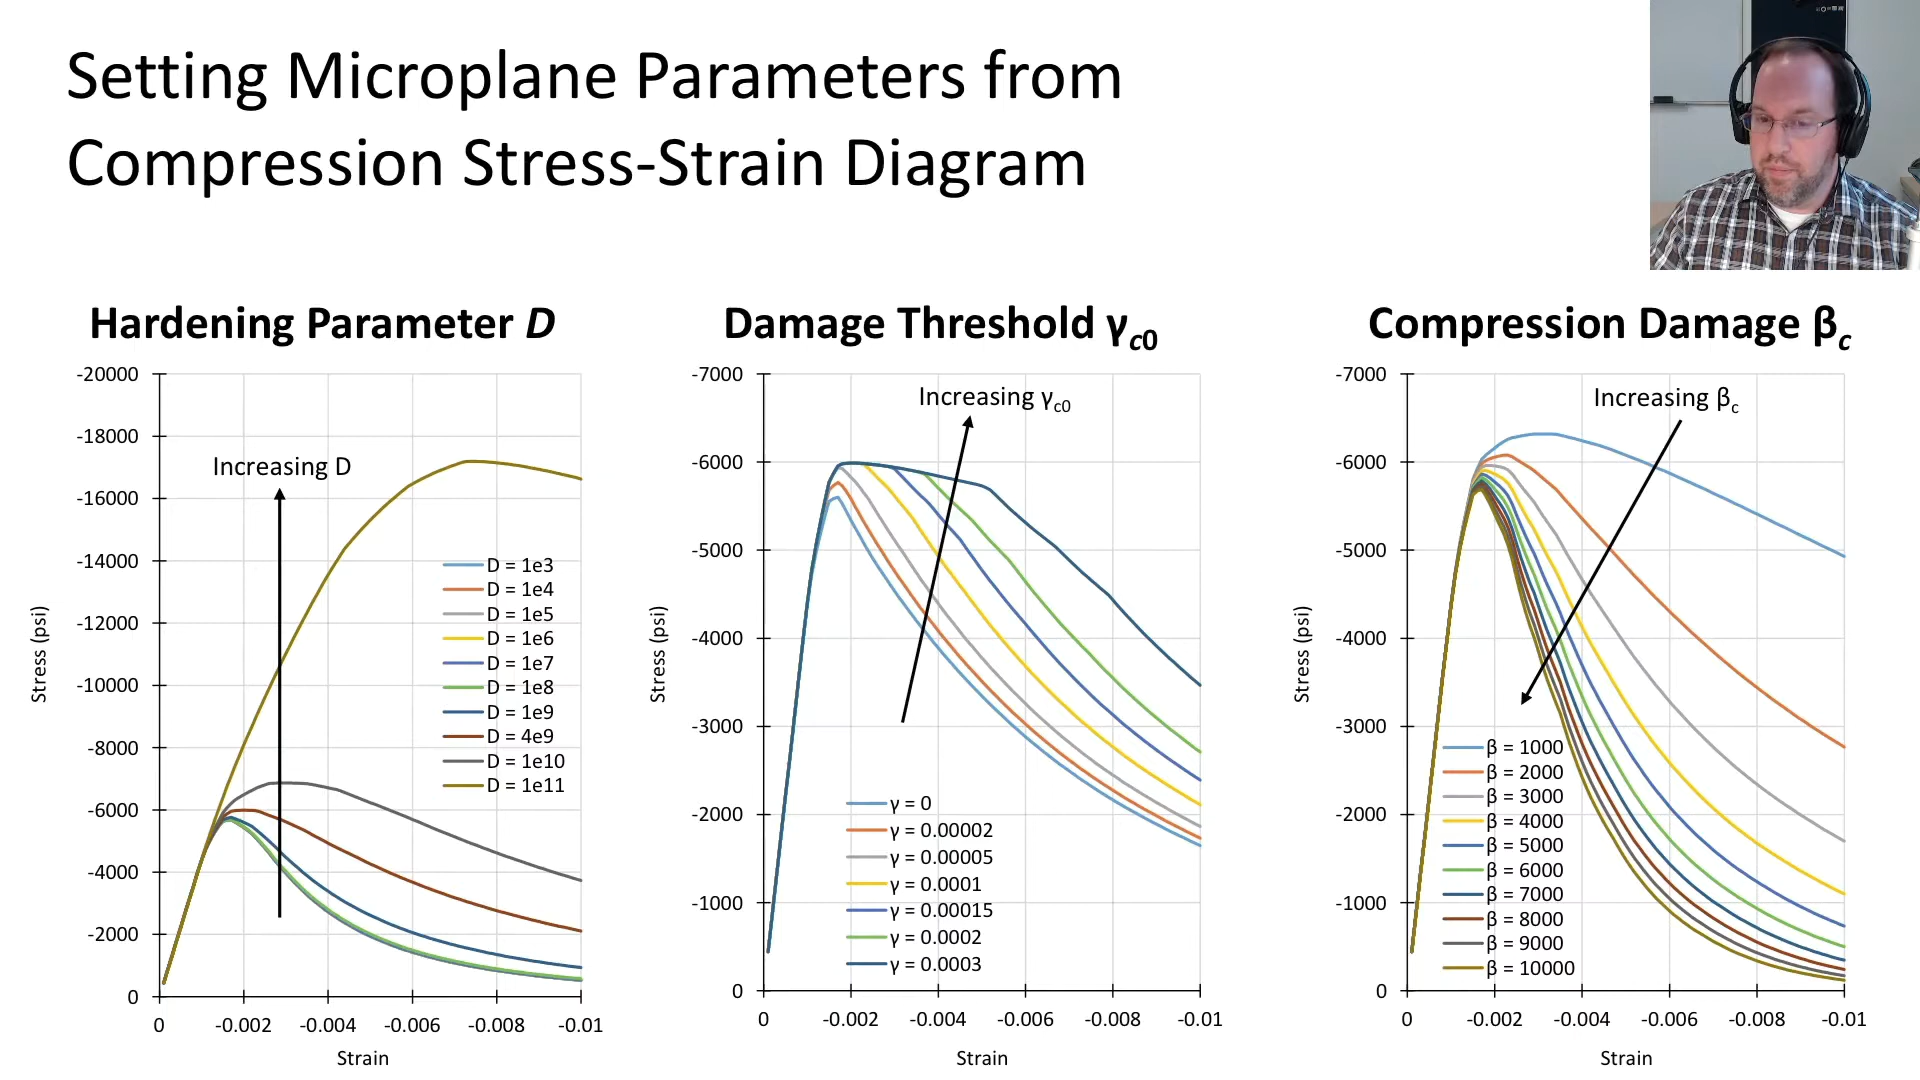 Setting Microplane Parameters from
Compression Stress-Strain Diagram
Hardening Parameter D
-20000
-18000
-16000
-14000
-12000
-10000
-8000
-6000
-4000
-2000
0
Stress (psi)
Increasing D
D = 1e3
D = 1e4
D = 1e5
D = 1e6
D = 1e7
D = 1e8
D = 1e9
D = 4e9
D = 1e10
D = 1e11
0 -0.002 -0.004 -0.006 -0.008 -0.01
Strain
Damage Threshold γc0
-7000
-6000
-5000
-4000
-3000
-2000
-1000
0
Stress (psi)
Increasing γc0
γ = 0
γ = 0.00002
γ = 0.00005
γ = 0.0001
γ = 0.00015
γ = 0.0002
γ = 0.0003
0 -0.002 -0.004 -0.006 -0.008 -0.01
Strain
Compression Damage βc
-7000
-6000
-5000
-4000
-3000
-2000
-1000
0
Stress (psi)
Increasing βc
β = 1000
β = 2000
β = 3000
β = 4000
β = 5000
β = 6000
β = 7000
β = 8000
β = 9000
β = 10000
0 -0.002 -0.004 -0.006 -0.008 -0.01
Strain